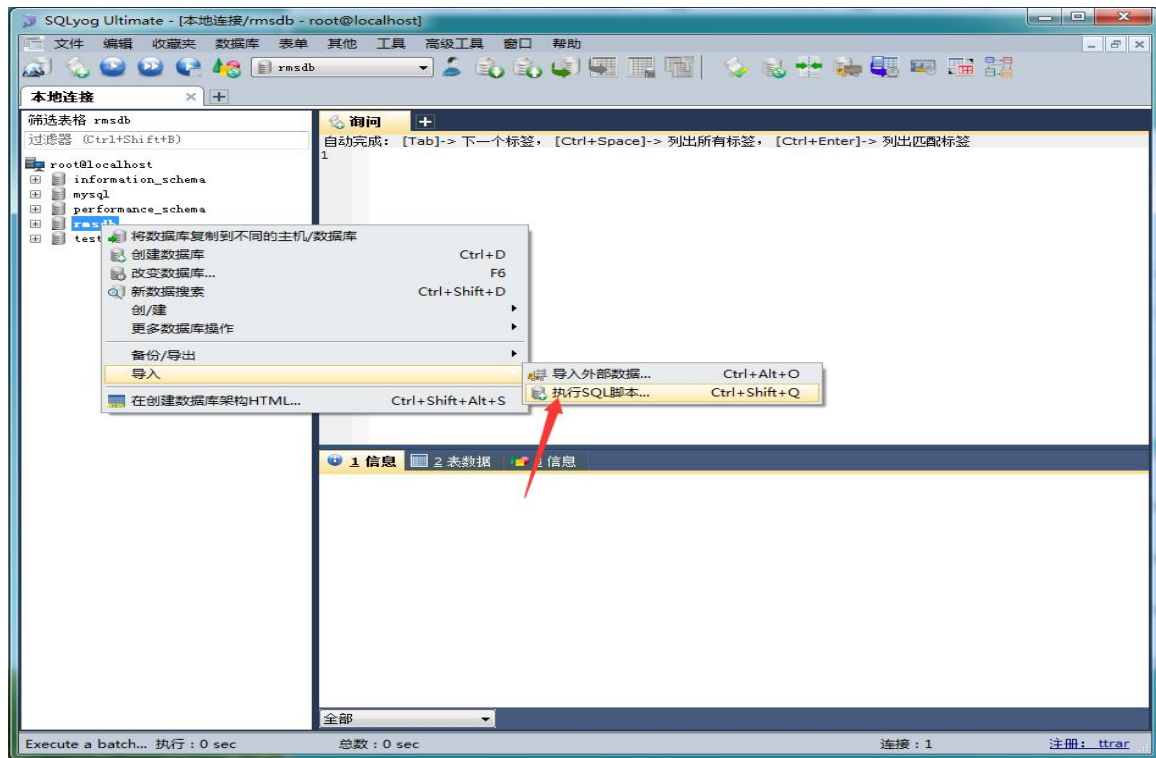 SQLyog Ultimate - [本地连接/rmsdb - root@localhost]
文件 编辑 收藏夹 数据库 表单 其他 工具 高级工具 窗口 帮助
rmsdb
本地连接
筛选表格 rmsdb
过滤器 (Ctrl+Shift+B)
root@localhost
information_schema
mysql
performance_schema
rmsdb
test
询问
自动完成: [Tab]-> 下一个标签, [Ctrl+Space]-> 列出所有标签, [Ctrl+Enter]-> 列出匹配标签
1
将数据库复制到不同的主机/数据库
创建数据库 Ctrl+D
改变数据库... F6
新数据搜索 Ctrl+Shift+D
创/建
更多数据库操作
备份/导出
导入
在创建数据库架构HTML... Ctrl+Shift+Alt+S
导入外部数据... Ctrl+Alt+O
执行SQL脚本... Ctrl+Shift+Q
1 信息 2 表数据 信息
全部
Execute a batch... 执行 : 0 sec 总数 : 0 sec 连接 : 1 注册: ttrar